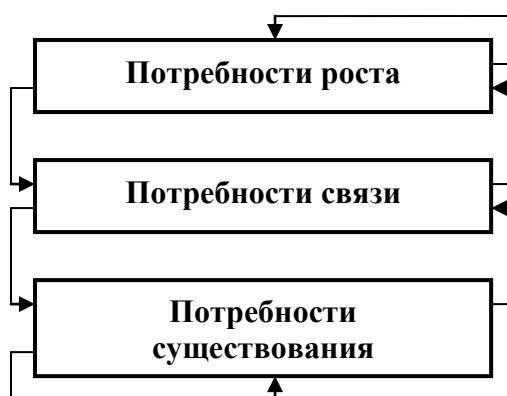 Потребности роста
Потребности связи
Потребности
существования